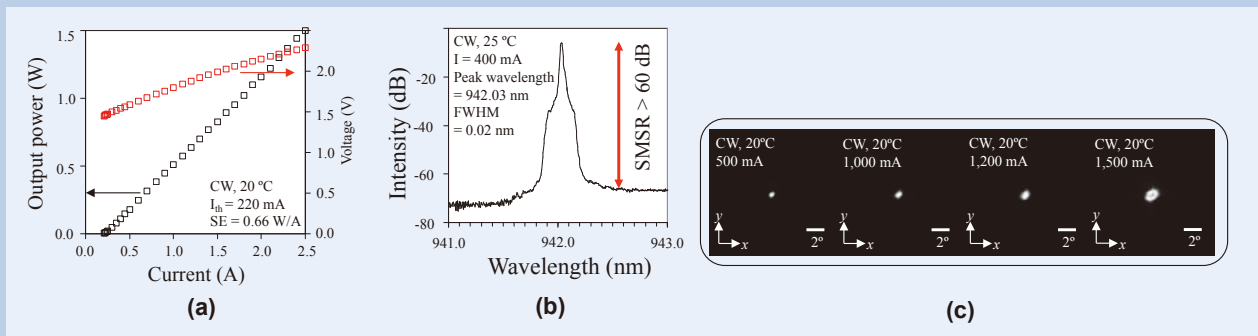 1.5
1.0
0.5
0.0
Output power (W)
0.0 0.5 1.0 1.5 2.0 2.5
Current (A)
2.0
1.5
1.0
0.5
0.0
Voltage (V)
CW, 20 ºC
Ith = 220 mA
SE = 0.66 W/A
(a)
CW, 25 ºC
I = 400 mA
Peak wavelength
= 942.03 nm
FWHM
= 0.02 nm
SMSR > 60 dB
-20
-40
-60
-80
Intensity (dB)
941.0 942.0 943.0
Wavelength (nm)
(b)
CW, 20ºC
500 mA
y
x
2º
CW, 20ºC
1,000 mA
y
x
2º
CW, 20ºC
1,200 mA
y
x
2º
CW, 20ºC
1,500 mA
y
x
2º
(c)